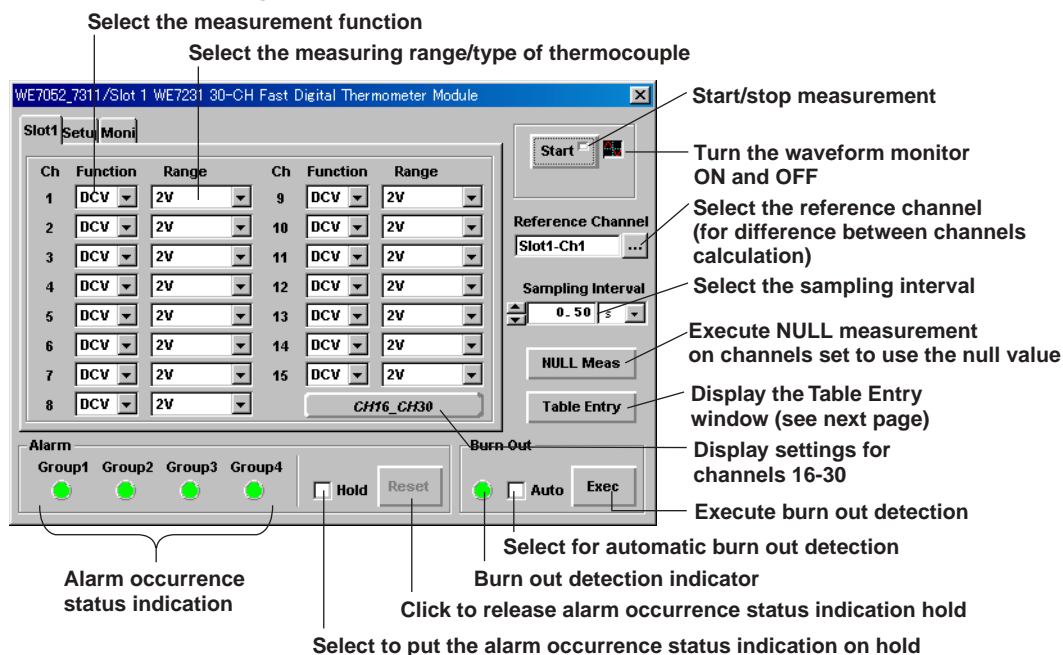 Select the measurement function
Select the measuring range/type of thermocouple
WE7052_7311/Slot 1 WE7231 30-CH Fast Digital Thermometer Module
Start/stop measurement
Slot1 Setu Moni
Start
Turn the waveform monitor
ON and OFF
Ch Function Range Ch Function Range
1 DCV 2V 9 DCV 2V
2 DCV 2V 10 DCV 2V
3 DCV 2V 11 DCV 2V
4 DCV 2V 12 DCV 2V
5 DCV 2V 13 DCV 2V
6 DCV 2V 14 DCV 2V
7 DCV 2V 15 DCV 2V
8 DCV 2V CH16_CH30
Reference Channel
Slot1-Ch1 ...
Select the reference channel
(for difference between channels
calculation)
Sampling Interval
0.50 s
Select the sampling interval
NULL Meas
Execute NULL measurement
on channels set to use the null value
Table Entry
Display the Table Entry
window (see next page)
Display settings for
channels 16-30
Alarm
Group1 Group2 Group3 Group4
Hold Reset
Burn Out
Auto Exec
Execute burn out detection
Select for automatic burn out detection
Burn out detection indicator
Alarm occurrence
status indication
Click to release alarm occurrence status indication hold
Select to put the alarm occurrence status indication on hold